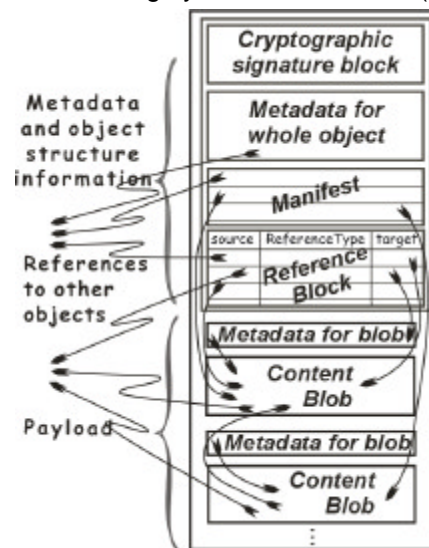 Cryptographic
signature block
Metadata for
whole object
Metadata
and object
structure
information
Manifest
source ReferenceType target
Reference
Block
References
to other
objects
Metadata for blob
Content
Blob
Payload
Metadata for blob
Content
Blob